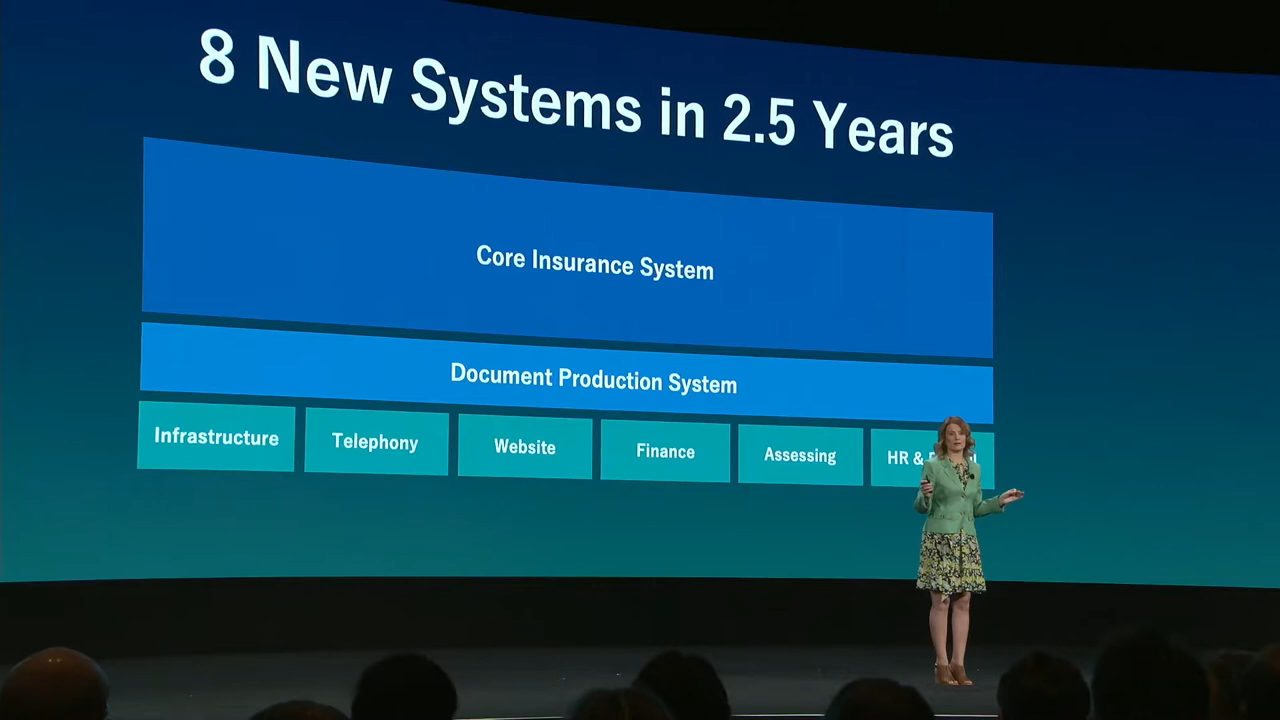 8 New Systems in 2.5 Years
Core Insurance System
Document Production System
Infrastructure
Telephony
Website
Finance
Assessing
HR &